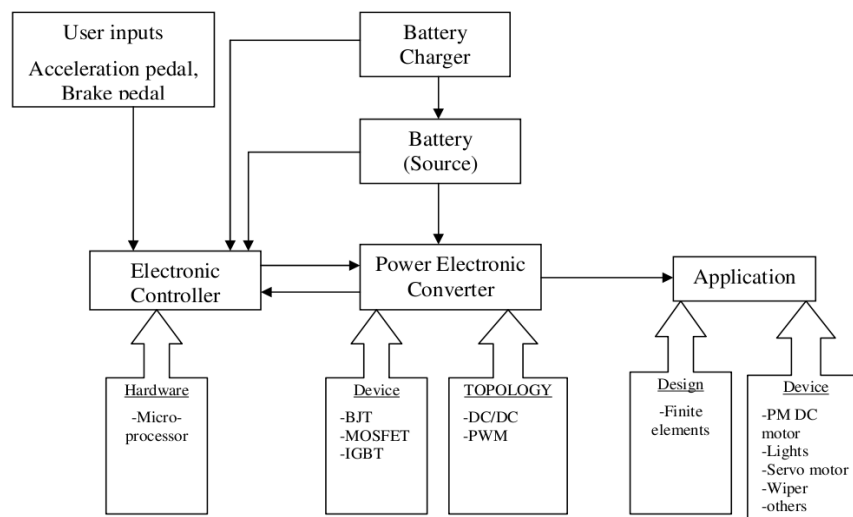 User inputs
Acceleration pedal,
Brake pedal
Battery
Charger
Battery
(Source)
Electronic
Controller
Power Electronic
Converter
Application
Hardware
-Micro-
processor
Device
-BJT
-MOSFET
-IGBT
TOPOLOGY
-DC/DC
-PWM
Design
-Finite
elements
Device
-PM DC
motor
-Lights
-Servo motor
-Wiper
-others